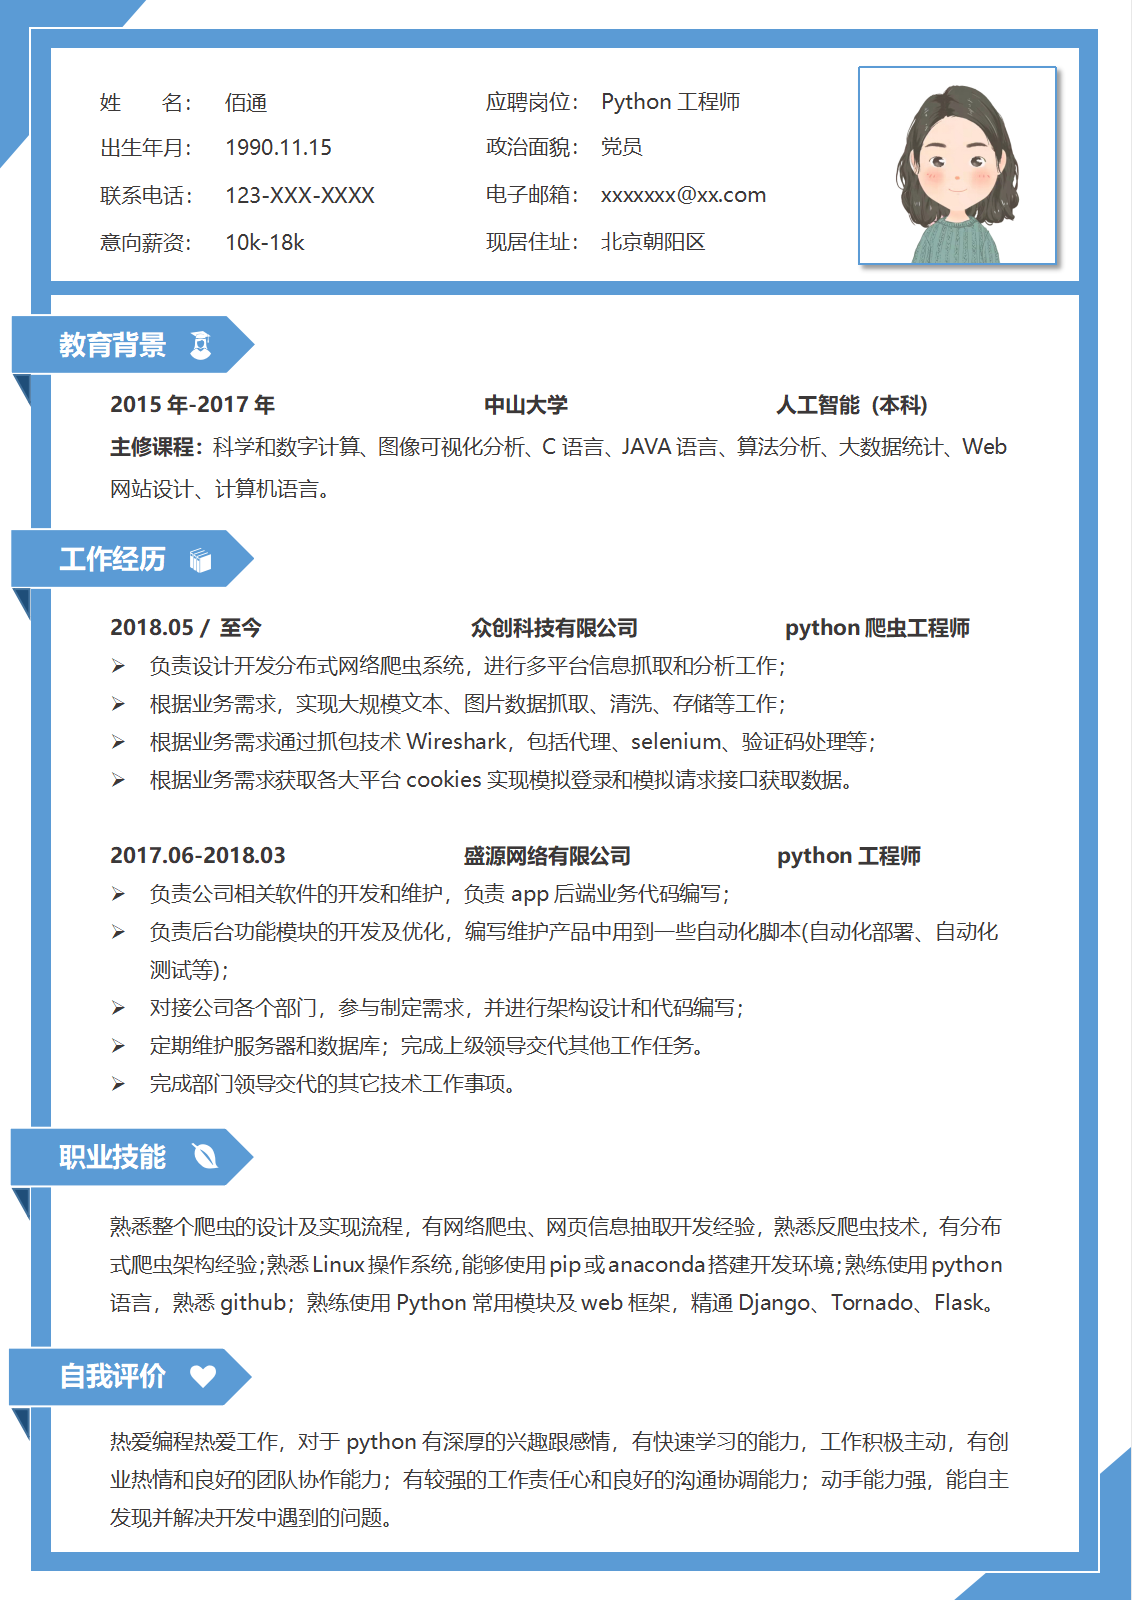 姓 名： 佰通 应聘岗位： Python 工程师
出生年月： 1990.11.15 政治面貌： 党员
联系电话： 123-XXX-XXXX 电子邮箱： xxxxxxx@xx.com
意向薪资： 10k-18k 现居住址： 北京朝阳区
教育背景
2015 年-2017 年 中山大学 人工智能 (本科)
主修课程：科学和数字计算、图像可视化分析、C 语言、JAVA 语言、算法分析、大数据统计、Web
网站设计、计算机语言。
工作经历
2018.05 / 至今 众创科技有限公司 python 爬虫工程师
➢ 负责设计开发分布式网络爬虫系统，进行多平台信息抓取和分析工作；
➢ 根据业务需求，实现大规模文本、图片数据抓取、清洗、存储等工作；
➢ 根据业务需求通过抓包技术 Wireshark，包括代理、selenium、验证码处理等；
➢ 根据业务需求获取各大平台 cookies 实现模拟登录和模拟请求接口获取数据。
2017.06-2018.03 盛源网络有限公司 python 工程师
➢ 负责公司相关软件的开发和维护，负责 app 后端业务代码编写；
➢ 负责后台功能模块的开发及优化，编写维护产品中用到一些自动化脚本(自动化部署、自动化
测试等)；
➢ 对接公司各个部门，参与制定需求，并进行架构设计和代码编写；
➢ 定期维护服务器和数据库；完成上级领导交代其他工作任务。
➢ 完成部门领导交代的其它技术工作事项。
职业技能
熟悉整个爬虫的设计及实现流程，有网络爬虫、网页信息抽取开发经验，熟悉反爬虫技术，有分布
式爬虫架构经验；熟悉 Linux 操作系统，能够使用 pip 或 anaconda 搭建开发环境；熟练使用 python
语言，熟悉 github；熟练使用 Python 常用模块及 web 框架，精通 Django、Tornado、Flask。
自我评价
热爱编程热爱工作，对于 python 有深厚的兴趣跟感情，有快速学习的能力，工作积极主动，有创
业热情和良好的团队协作能力；有较强的工作责任心和良好的沟通协调能力；动手能力强，能自主
发现并解决开发中遇到的问题。